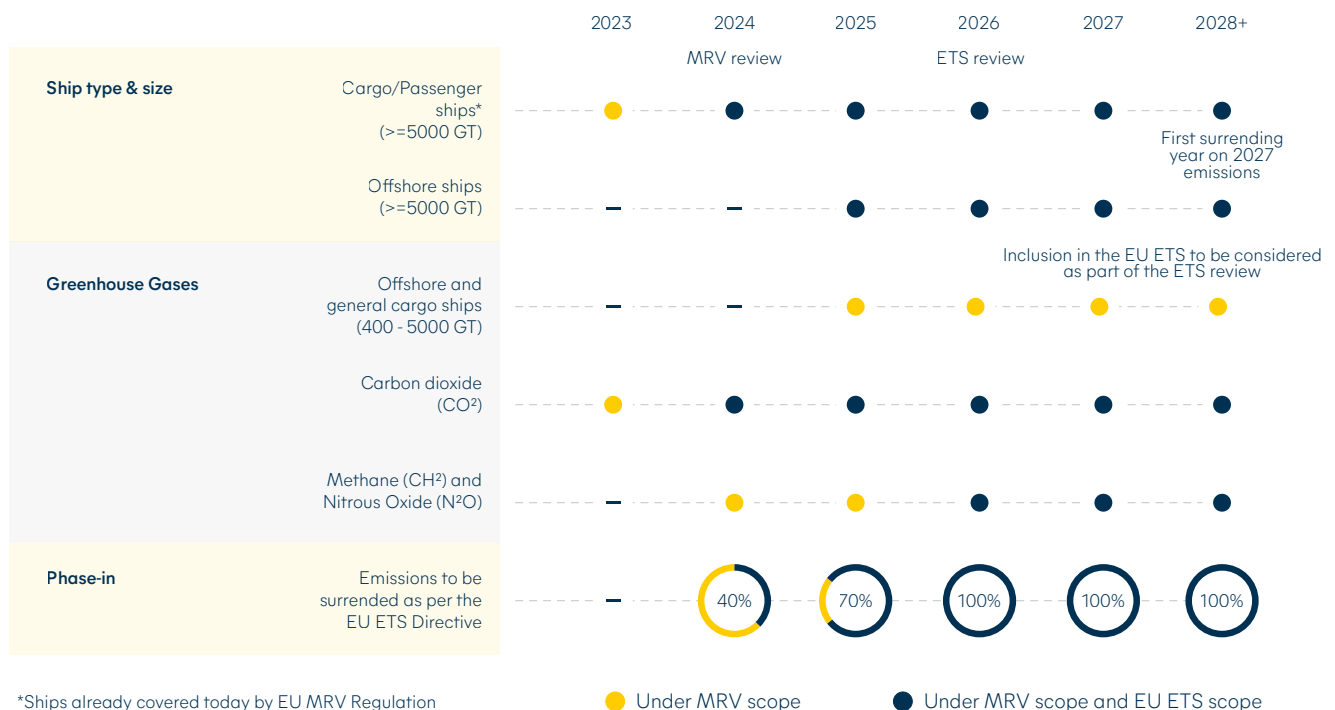 2023 2024 2025 2026 2027 2028+
MRV review ETS review
Ship type & size
Cargo/Passenger
ships*
(>=5000 GT)
First surrending
year on 2027
emissions
Offshore ships
(>=5000 GT)
Inclusion in the EU ETS to be considered
as part of the ETS review
Greenhouse Gases
Offshore and
general cargo ships
(400 - 5000 GT)
Carbon dioxide
(CO²)
Methane (CH²) and
Nitrous Oxide (N²O)
Phase-in
Emissions to be
surrended as per the
EU ETS Directive
40% 70% 100% 100% 100%
*Ships already covered today by EU MRV Regulation
Under MRV scope
Under MRV scope and EU ETS scope